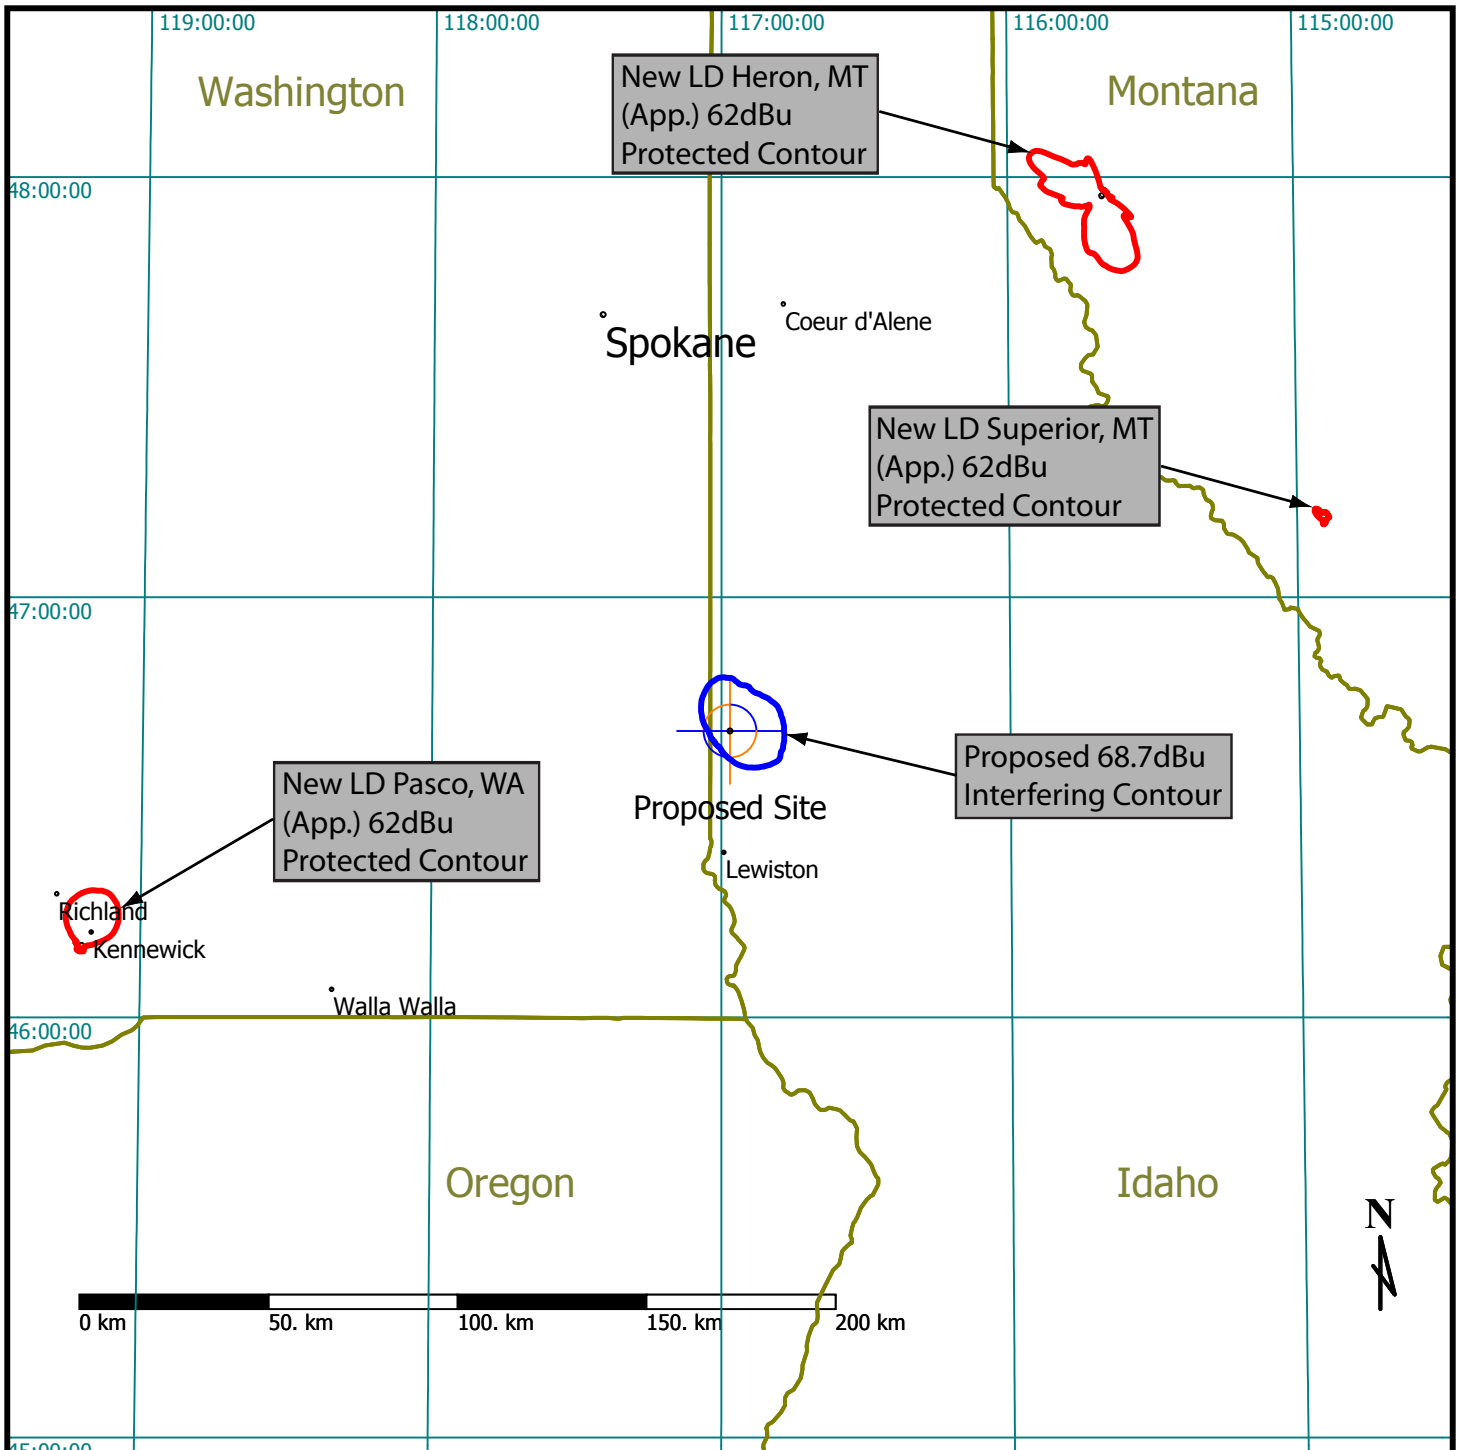 119:00:00
118:00:00
117:00:00
116:00:00
115:00:00
Washington
New LD Heron, MT
(App.) 62dBu
Protected Contour
Montana
48:00:00
Coeur d'Alene
Spokane
New LD Superior, MT
(App.) 62dBu
Protected Contour
47:00:00
Proposed 68.7dBu
Interfering Contour
New LD Pasco, WA
(App.) 62dBu
Protected Contour
Proposed Site
Lewiston
Richland
Kennewick
Walla Walla
46:00:00
Oregon
Idaho
N
0 km
50. km
100. km
150. km
200 km
45:00:00